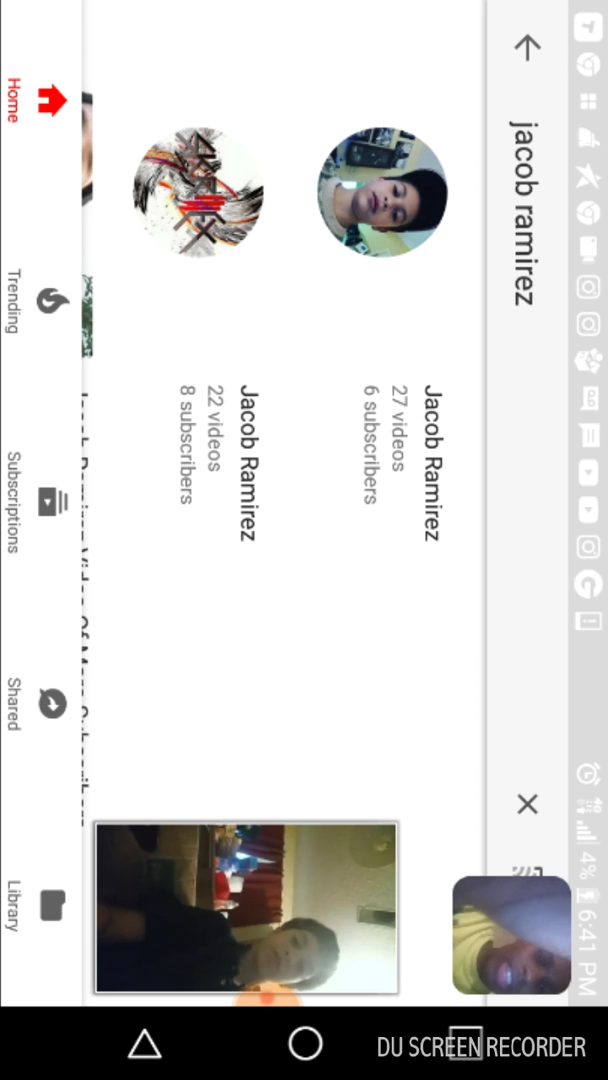 4% 6:41 PM
jacob ramirez
Jacob Ramirez
27 videos
6 subscribers
Jacob Ramirez
22 videos
8 subscribers
Home
Trending
Subscriptions
Shared
Library
DU SCREEN RECORDER